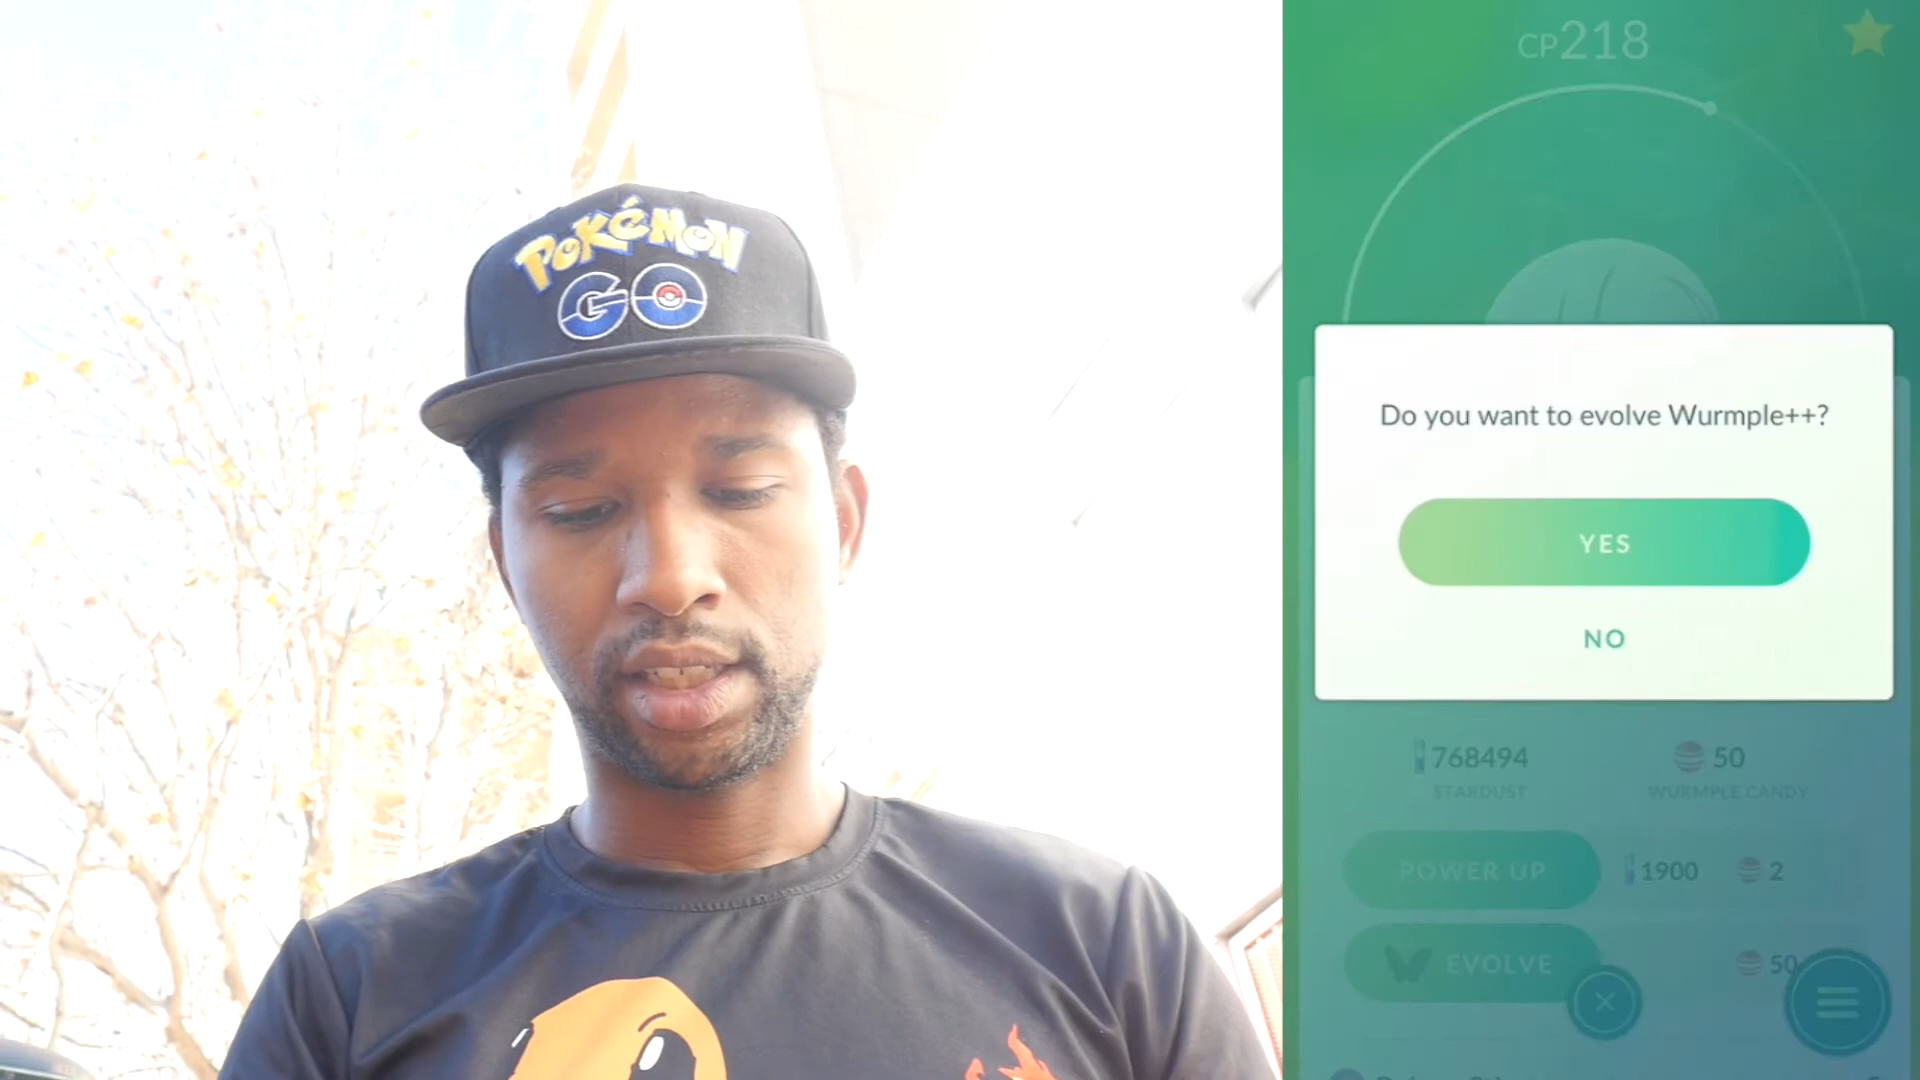 POKÉMON
GO
CP218
Do you want to evolve Wurmple++?
YES
NO
768494
50
STARDUST
WURMPLE CANDY
POWER UP
1900
2
EVOLVE
50